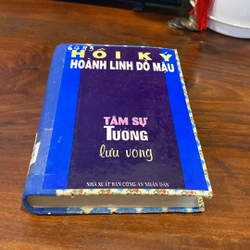 HỒI KÝ
HOÀNH LINH ĐỖ MẬU
TÂM SỰ
TƯỚNG
lưu vong
NHÀ XUẤT BẢN CÔNG AN NHÂN DÂN